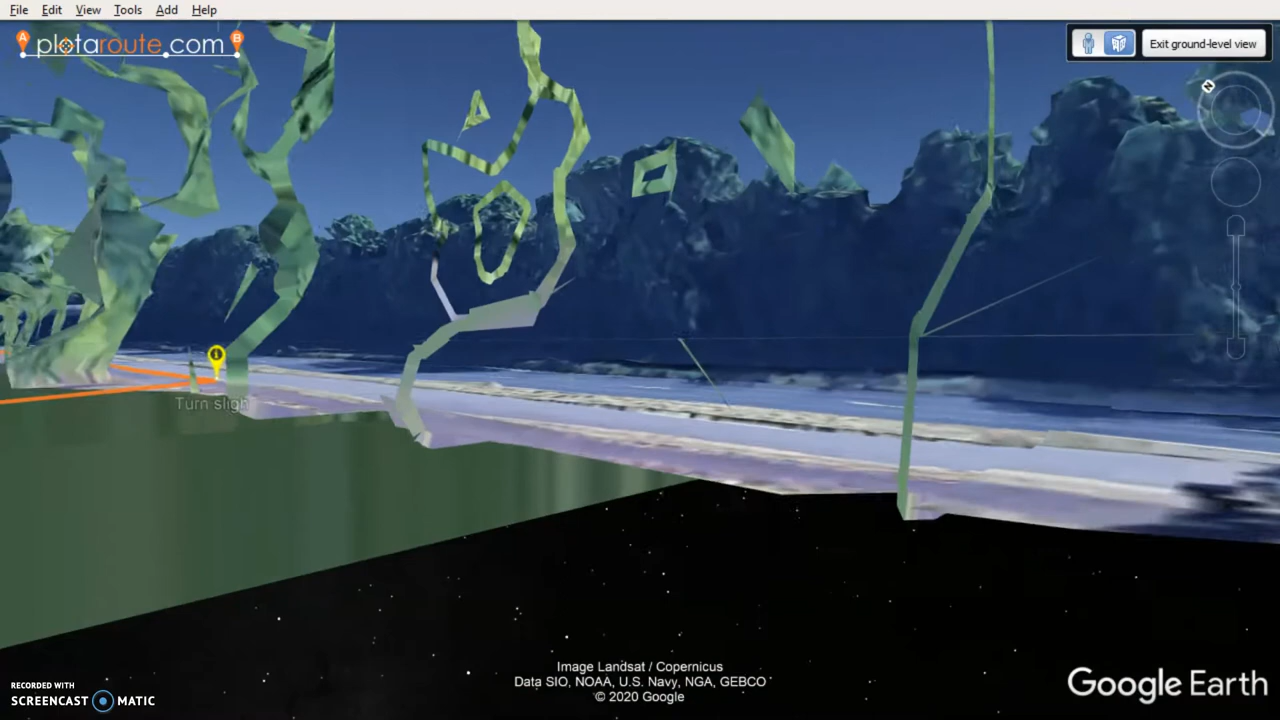 File Edit View Tools Add Help
A plotaroute.com B
Exit ground-level view
N
Turn sligh
Image Landsat / Copernicus
Data SIO, NOAA, U.S. Navy, NGA, GEBCO
© 2020 Google
RECORDED WITH
SCREENCAST MATIC
Google Earth